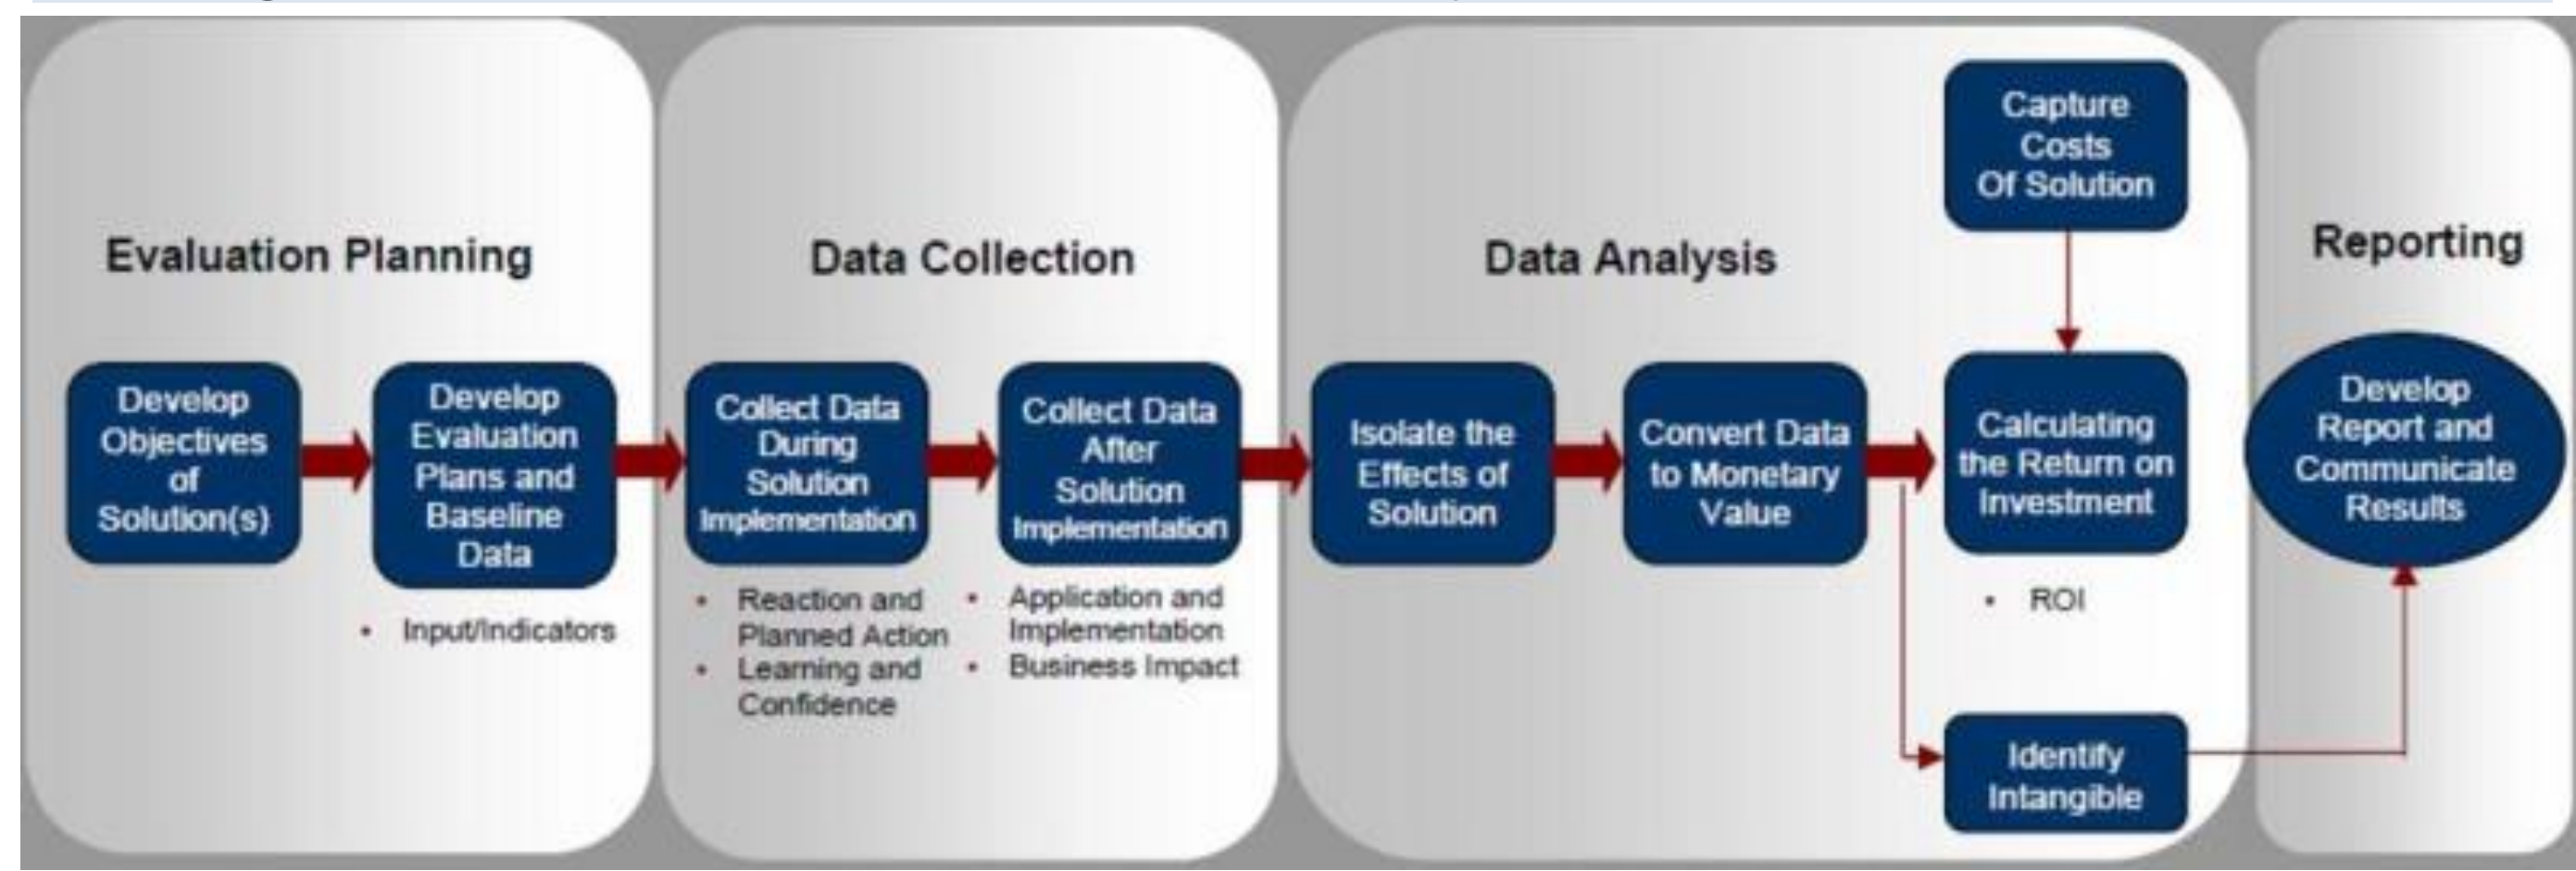 Evaluation Planning
Develop
Objectives
of
Solution(s)
Develop
Evaluation
Plans and
Baseline
Data
• Input/Indicators
Data Collection
Collect Data
During
Solution
Implementation
• Reaction and
Planned Action
• Learning and
Confidence
Collect Data
After
Solution
Implementation
• Application and
Implementation
• Business Impact
Data Analysis
Isolate the
Effects of
Solution
Convert Data
to Monetary
Value
Capture
Costs
Of Solution
Calculating
the Return on
Investment
• ROI
Identify
Intangible
Reporting
Develop
Report and
Communicate
Results